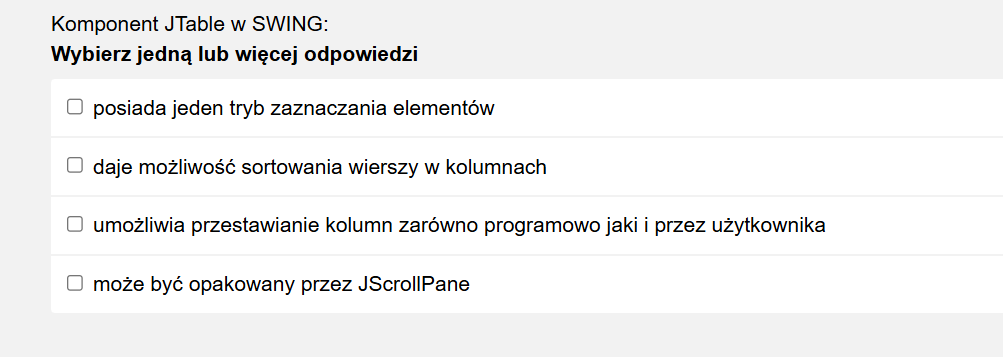 Komponent JTable w SWING:
Wybierz jedną lub więcej odpowiedzi
posiada jeden tryb zaznaczania elementów
daje możliwość sortowania wierszy w kolumnach
umożliwia przestawianie kolumn zarówno programowo jaki i przez użytkownika
może być opakowany przez JScrollPane